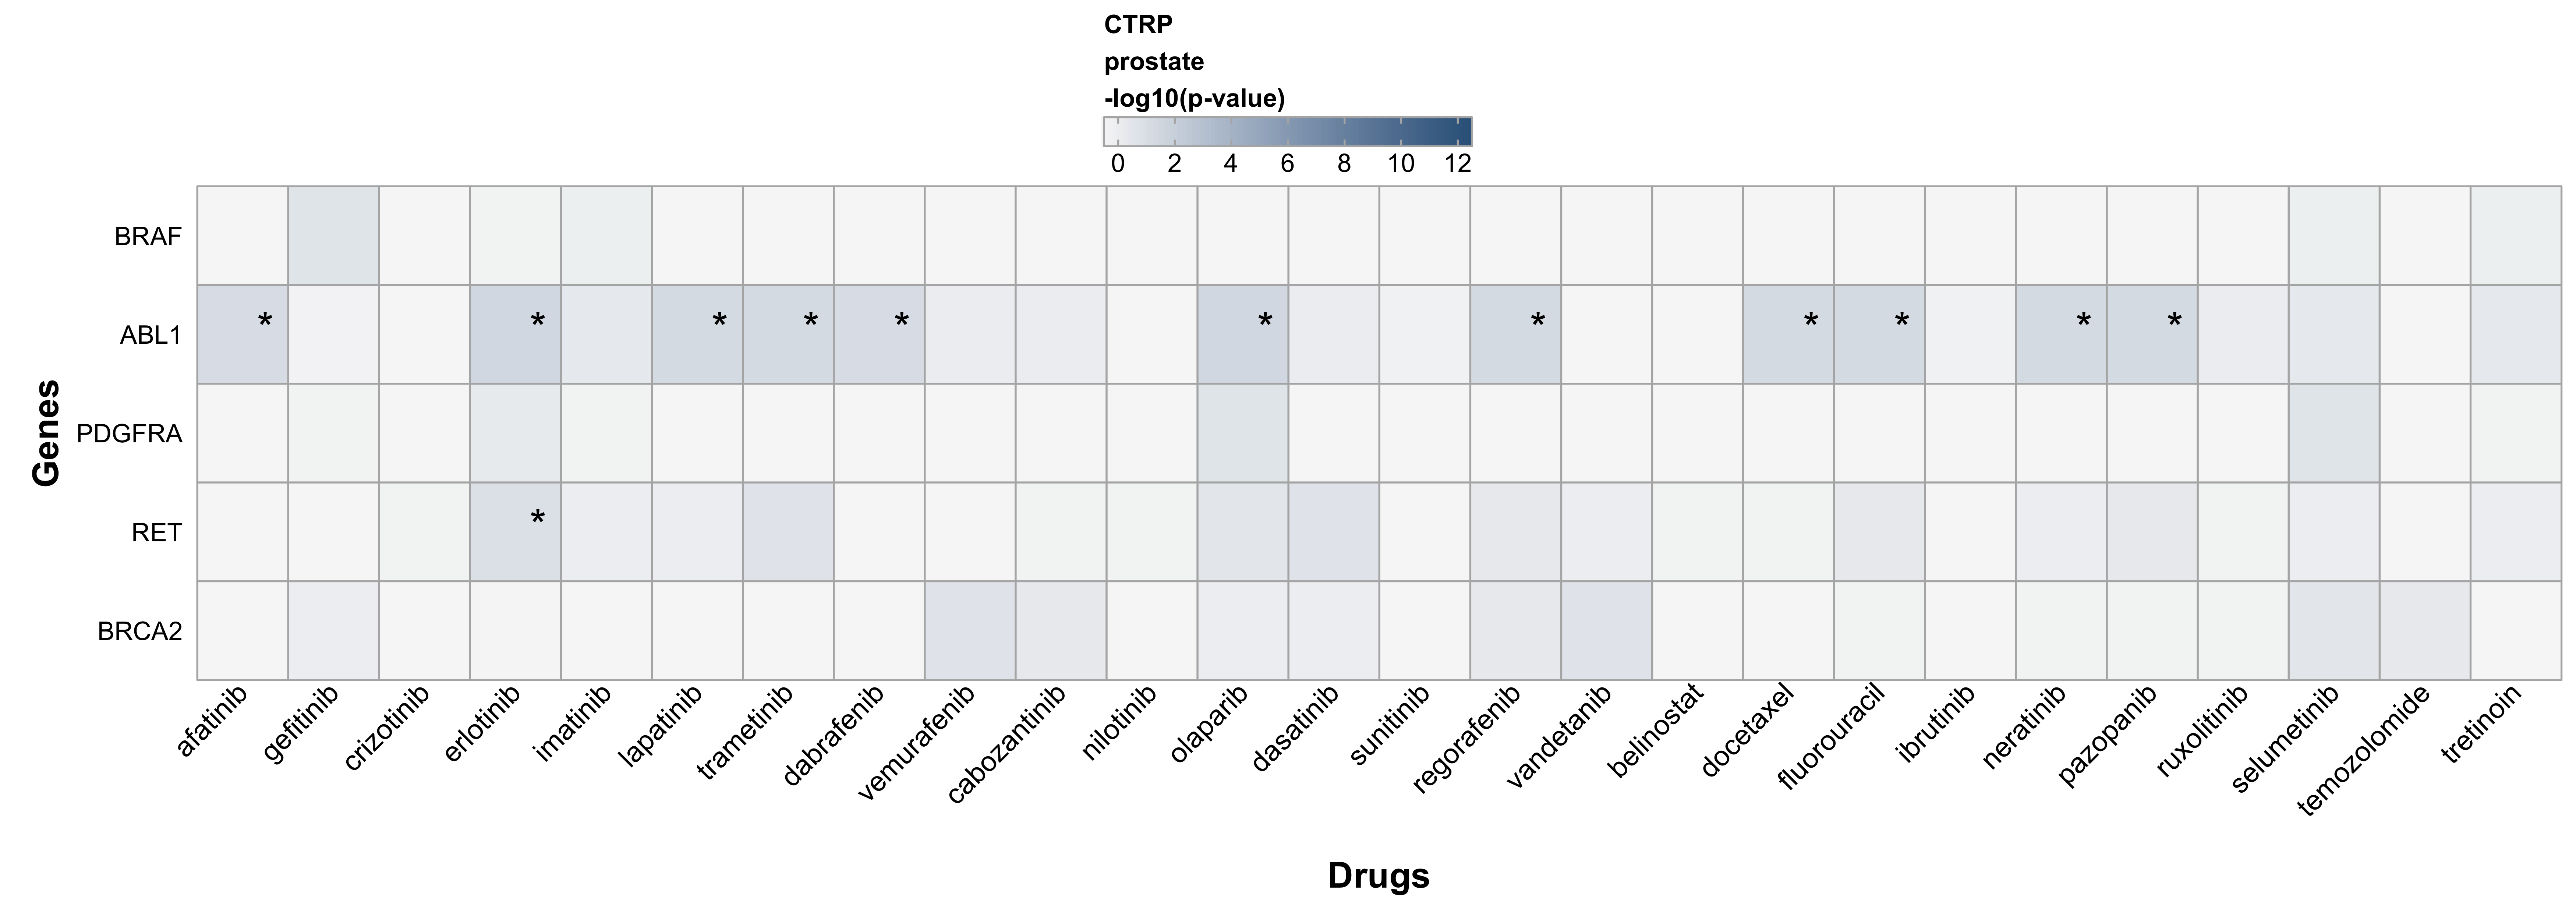 CTRP
prostate
-log10(p-value)
0 2 4 6 8 10 12
BRAF
ABL1
* * * * * * * * * * *
PDGFRA
RET
*
BRCA2
Genes
afatinib gefitinib crizotinib erlotinib imatinib lapatinib trametinib dabrafenib vemurafenib cabozantinib nilotinib olaparib dasatinib sunitinib regorafenib vandetanib belinostat docetaxel fluorouracil ibrutinib neratinib pazopanib ruxolitinib selumetinib temozolomide tretinoin
Drugs